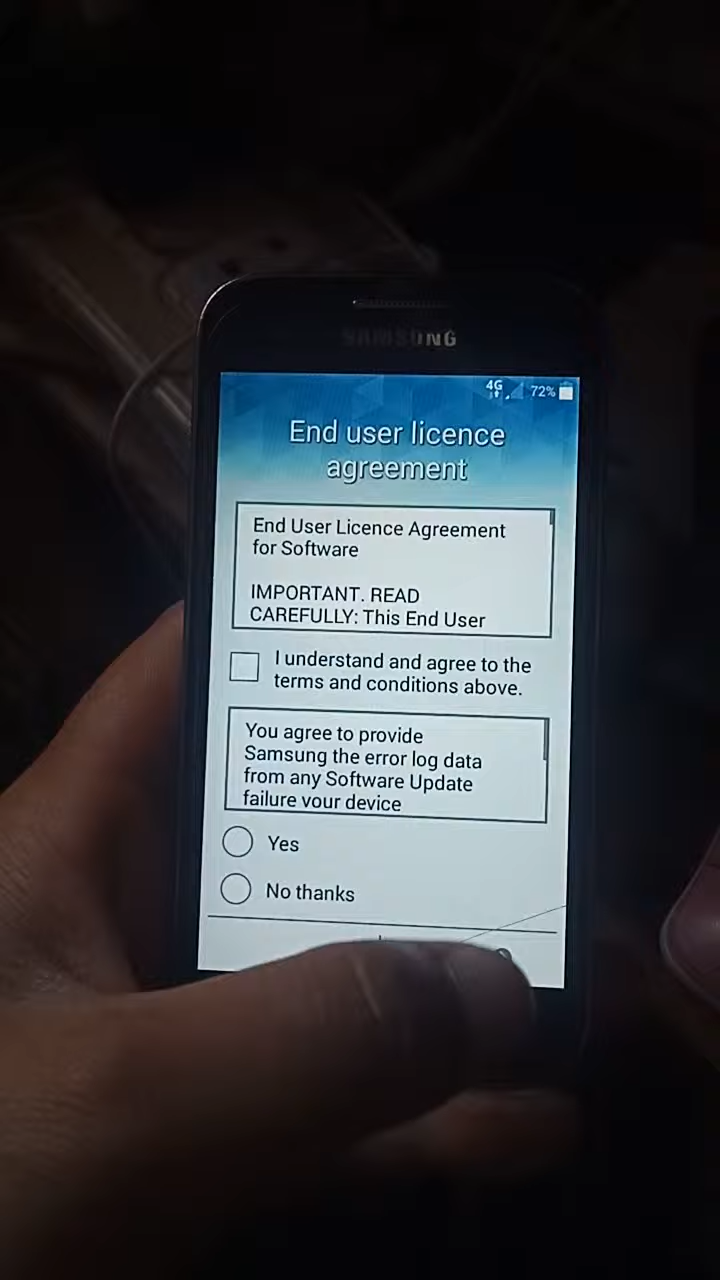 SAMSUNG
4G 72%
End user licence
agreement
End User Licence Agreement
for Software
IMPORTANT. READ
CAREFULLY: This End User
I understand and agree to the
terms and conditions above.
You agree to provide
Samsung the error log data
from any Software Update
failure your device
Yes
No thanks